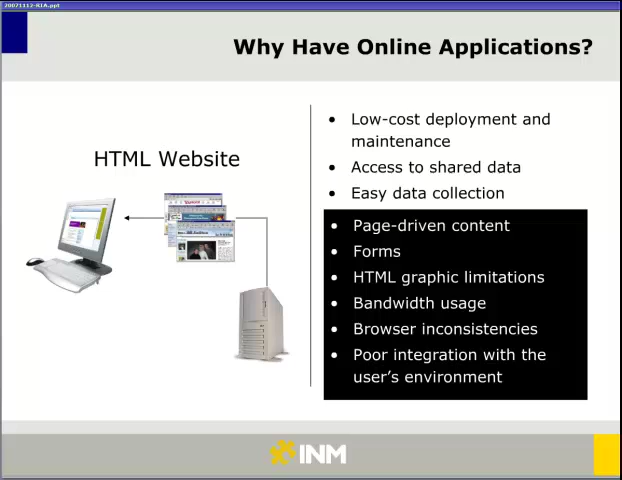 20071112-RIA.ppt
Why Have Online Applications?
HTML Website
• Low-cost deployment and
maintenance
• Access to shared data
• Easy data collection
• Page-driven content
• Forms
• HTML graphic limitations
• Bandwidth usage
• Browser inconsistencies
• Poor integration with the
user's environment
YAHOO!
INM